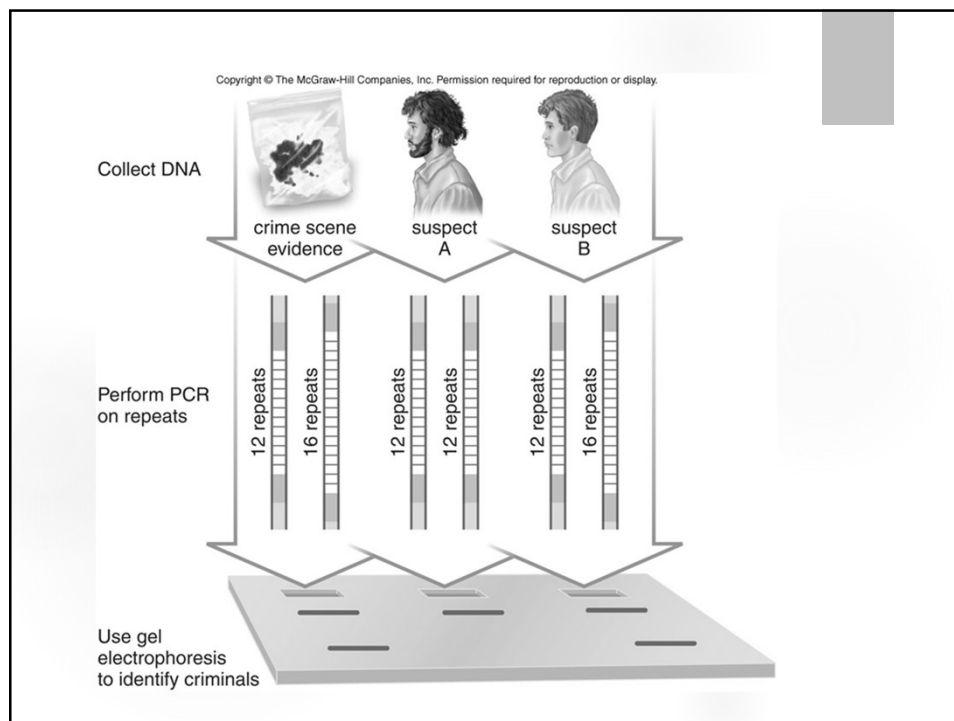 Copyright © The McGraw-Hill Companies, Inc. Permission required for reproduction or display.
Collect DNA
crime scene
evidence
suspect
A
suspect
B
Perform PCR
on repeats
12 repeats
16 repeats
12 repeats
12 repeats
12 repeats
16 repeats
Use gel
electrophoresis
to identify criminals